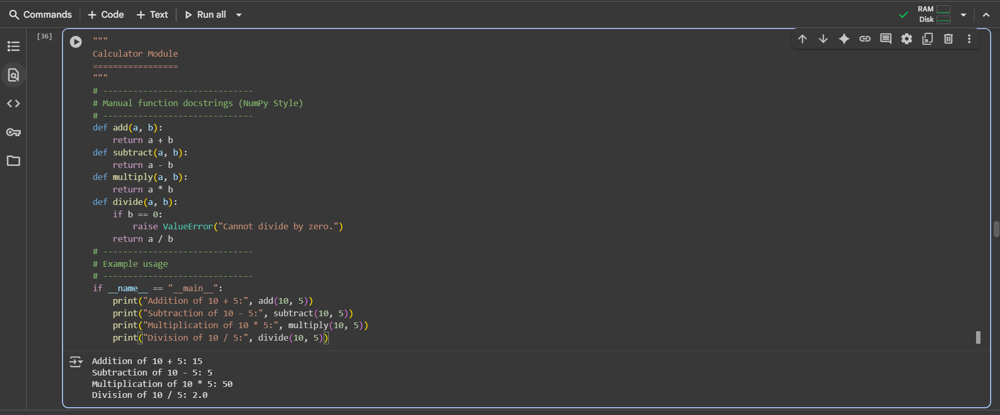 Commands + Code + Text Run all
RAM
Disk
[36]
"""
Calculator Module
=================
"""
# ------------------------------
# Manual function docstrings (NumPy Style)
# ------------------------------
def add(a, b):
    return a + b
def subtract(a, b):
    return a - b
def multiply(a, b):
    return a * b
def divide(a, b):
    if b == 0:
        raise ValueError("Cannot divide by zero.")
    return a / b
# ------------------------------
# Example usage
# ------------------------------
if __name__ == "__main__":
    print("Addition of 10 + 5:", add(10, 5))
    print("Subtraction of 10 - 5:", subtract(10, 5))
    print("Multiplication of 10 * 5:", multiply(10, 5))
    print("Division of 10 / 5:", divide(10, 5))
Addition of 10 + 5: 15
Subtraction of 10 - 5: 5
Multiplication of 10 * 5: 50
Division of 10 / 5: 2.0